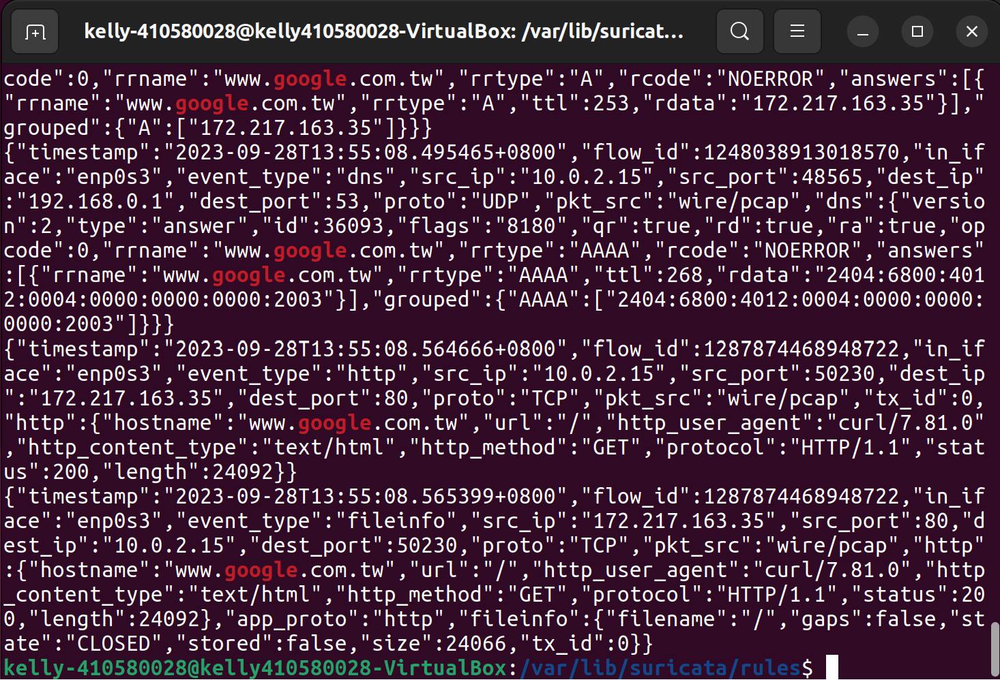 kelly-410580028@kelly410580028-VirtualBox: /var/lib/suricat...
code":0,"rrname":"www.google.com.tw","rrtype":"A","rcode":"NOERROR","answers":[{
"rrname":"www.google.com.tw","rrtype":"A","ttl":253,"rdata":"172.217.163.35"}],"
grouped":{"A":["172.217.163.35"]}}}
{"timestamp":"2023-09-28T13:55:08.495465+0800","flow_id":1248038913018570,"in_if
ace":"enp0s3","event_type":"dns","src_ip":"10.0.2.15","src_port":48565,"dest_ip"
:"192.168.0.1","dest_port":53,"proto":"UDP","pkt_src":"wire/pcap","dns":{"versio
n":2,"type":"answer","id":36093,"flags":"8180","qr":true,"rd":true,"ra":true,"op
code":0,"rrname":"www.google.com.tw","rrtype":"AAAA","rcode":"NOERROR","answers"
:[{"rrname":"www.google.com.tw","rrtype":"AAAA","ttl":268,"rdata":"2404:6800:401
2:0004:0000:0000:0000:2003"}],"grouped":{"AAAA":["2404:6800:4012:0004:0000:0000:
0000:2003"]}}}
{"timestamp":"2023-09-28T13:55:08.564666+0800","flow_id":1287874468948722,"in_if
ace":"enp0s3","event_type":"http","src_ip":"10.0.2.15","src_port":50230,"dest_ip
":"172.217.163.35","dest_port":80,"proto":"TCP","pkt_src":"wire/pcap","tx_id":0,
"http":{"hostname":"www.google.com.tw","url":"/","http_user_agent":"curl/7.81.0"
,"http_content_type":"text/html","http_method":"GET","protocol":"HTTP/1.1","stat
us":200,"length":24092}}
{"timestamp":"2023-09-28T13:55:08.565399+0800","flow_id":1287874468948722,"in_if
ace":"enp0s3","event_type":"fileinfo","src_ip":"172.217.163.35","src_port":80,"d
est_ip":"10.0.2.15","dest_port":50230,"proto":"TCP","pkt_src":"wire/pcap","http"
:{"hostname":"www.google.com.tw","url":"/","http_user_agent":"curl/7.81.0","http
_content_type":"text/html","http_method":"GET","protocol":"HTTP/1.1","status":20
0,"length":24092},"app_proto":"http","fileinfo":{"filename":"/","gaps":false,"st
ate":"CLOSED","stored":false,"size":24066,"tx_id":0}}
kelly-410580028@kelly410580028-VirtualBox:/var/lib/suricata/rules$